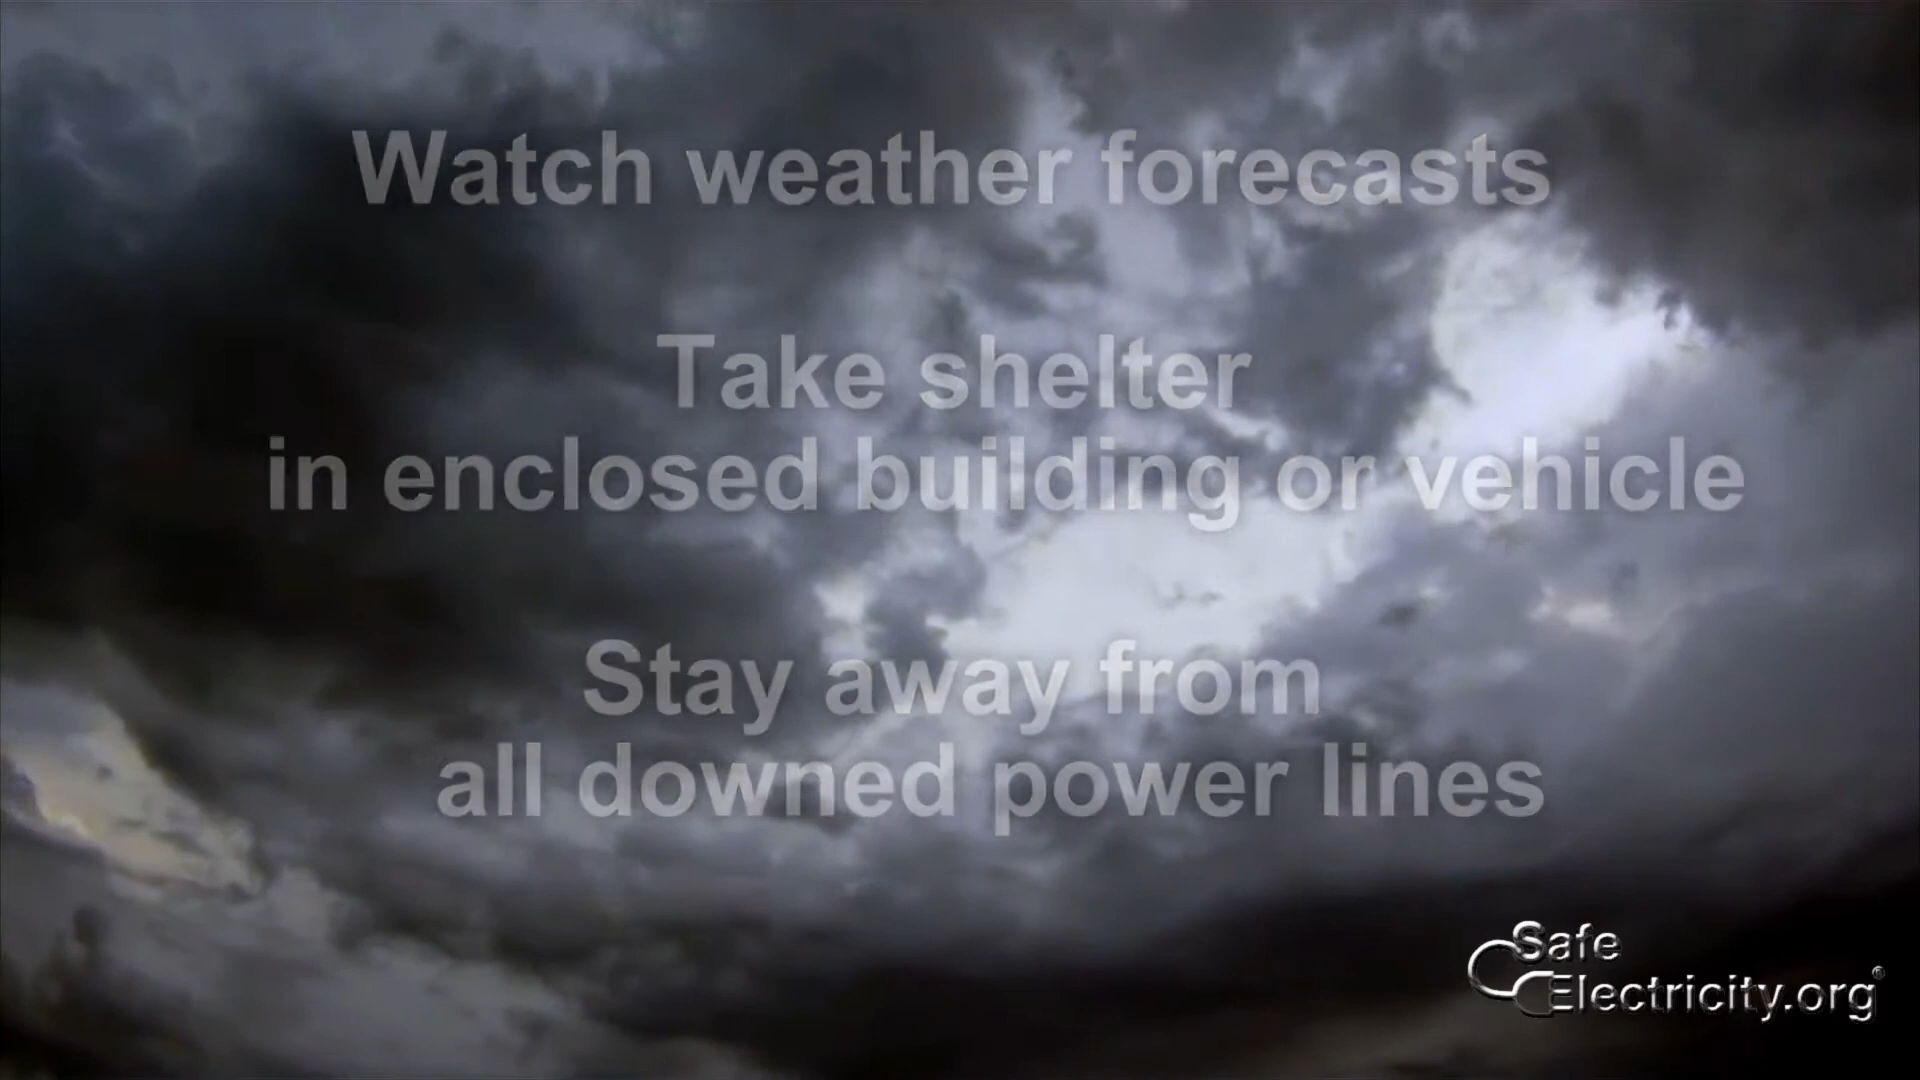 Watch weather forecasts
Take shelter
in enclosed building or vehicle
Stay away from
all downed power lines
Safe
Electricity.org®